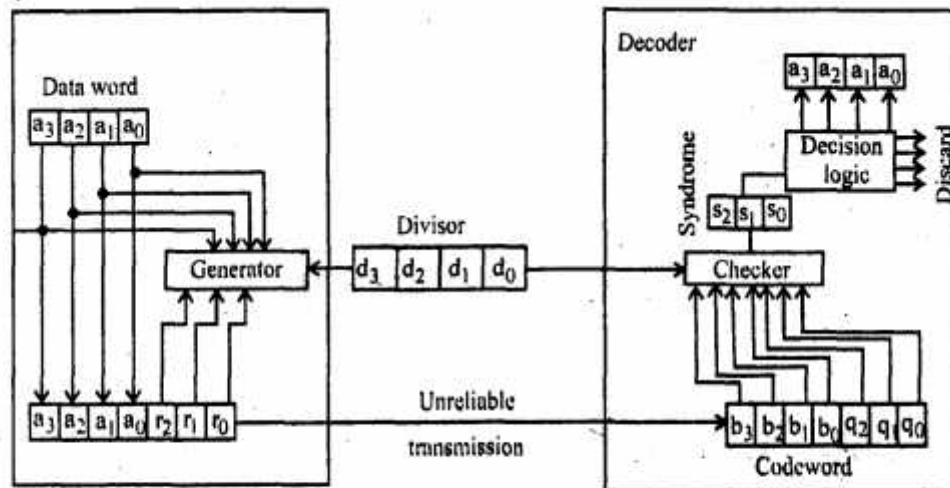 Data word
a3 a2 a1 a0
Generator
a3 a2 a1 a0 r2 r1 r0
Divisor
d3 d2 d1 d0
Unreliable
transmission
Decoder
a3 a2 a1 a0
Decision
logic
Discard
Syndrome
s2 s1 s0
Checker
b3 b2 b1 b0 q2 q1 q0
Codeword